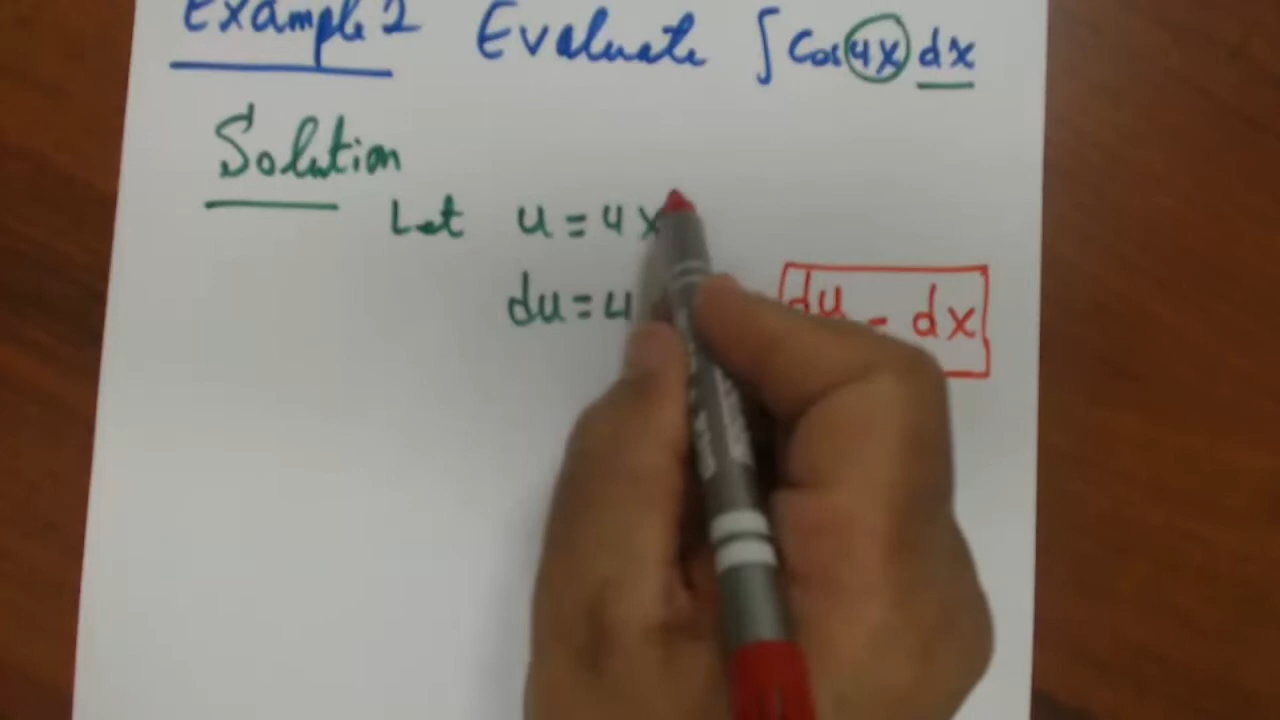 Example 2 Evaluate ∫ Cos 4x dx
Solution
Let u = 4x
du = 4
du = dx